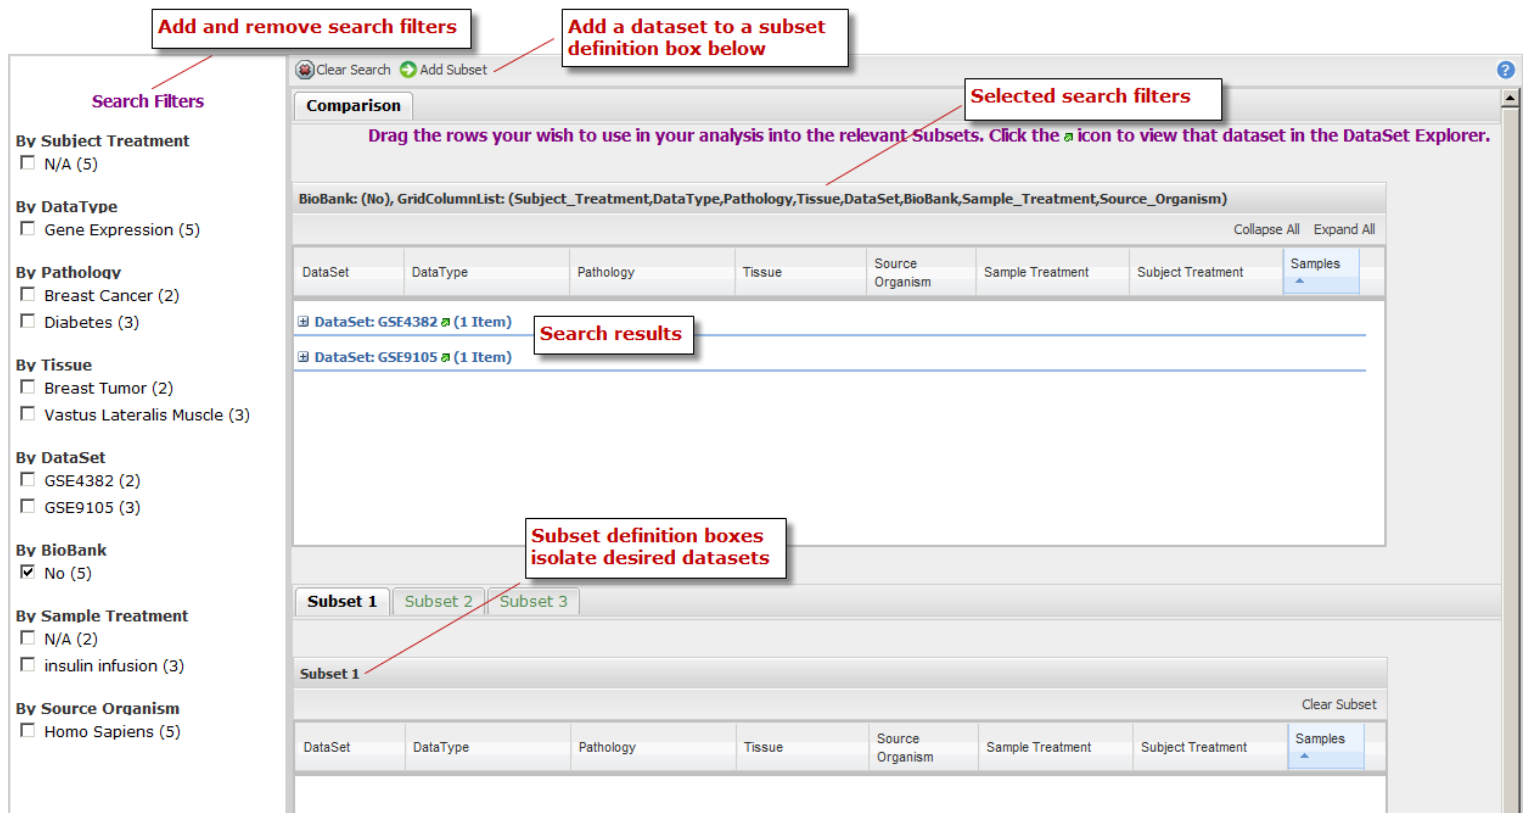 Add and remove search filters
Add a dataset to a subset
definition box below
Clear Search Add Subset
Search Filters
By Subject Treatment
N/A (5)
By DataType
Gene Expression (5)
By Pathology
Breast Cancer (2)
Diabetes (3)
By Tissue
Breast Tumor (2)
Vastus Lateralis Muscle (3)
By DataSet
GSE4382 (2)
GSE9105 (3)
By BioBank
No (5)
By Sample Treatment
N/A (2)
insulin infusion (3)
By Source Organism
Homo Sapiens (5)
Comparison
Selected search filters
Drag the rows your wish to use in your analysis into the relevant Subsets. Click the icon to view that dataset in the DataSet Explorer.
BioBank: (No), GridColumnList: (Subject_Treatment,DataType,Pathology,Tissue,DataSet,BioBank,Sample_Treatment,Source_Organism)
Collapse All Expand All
DataSet DataType Pathology Tissue Source Organism Sample Treatment Subject Treatment Samples
DataSet: GSE4382 (1 Item)
Search results
DataSet: GSE9105 (1 Item)
Subset definition boxes
isolate desired datasets
Subset 1 Subset 2 Subset 3
Subset 1
Clear Subset
DataSet DataType Pathology Tissue Source Organism Sample Treatment Subject Treatment Samples